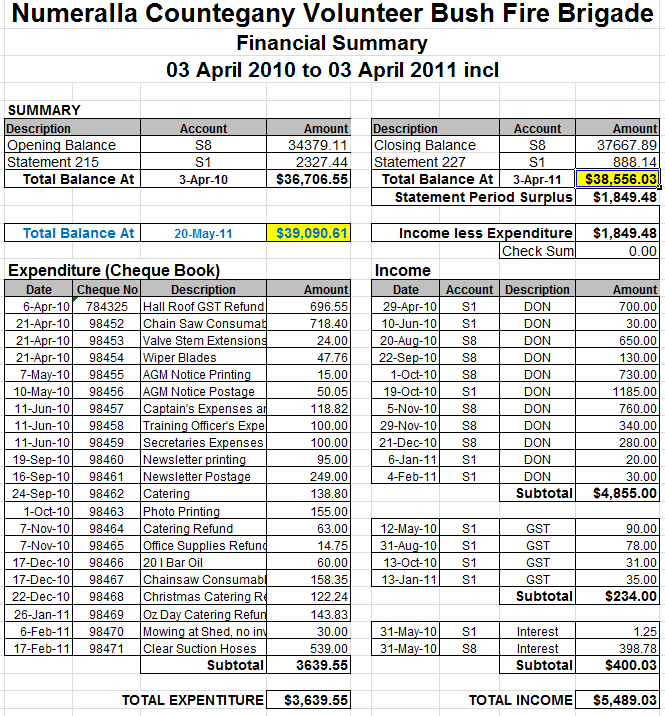 Numeralla Countegany Volunteer Bush Fire Brigade
Financial Summary
03 April 2010 to 03 April 2011 incl
SUMMARY
Description Account Amount Description Account Amount
Opening Balance S8 34379.11 Closing Balance S8 37667.89
Statement 215 S1 2327.44 Statement 227 S1 888.14
Total Balance At 3-Apr-10 $36,706.55 Total Balance At 3-Apr-11 $38,556.03
Statement Period Surplus $1,849.48
Total Balance At 20-May-11 $39,090.61 Income less Expenditure $1,849.48
Check Sum 0.00
Expenditure (Cheque Book) Income
Date Cheque No Description Amount Date Account Description Amount
6-Apr-10 784325 Hall Roof GST Refund 696.55 29-Apr-10 S1 DON 700.00
21-Apr-10 98452 Chain Saw Consumab 718.40 10-Jun-10 S1 DON 30.00
21-Apr-10 98453 Valve Stem Extensions 24.00 20-Aug-10 S8 DON 650.00
21-Apr-10 98454 Wiper Blades 47.76 22-Sep-10 S8 DON 130.00
7-May-10 98455 AGM Notice Printing 15.00 1-Oct-10 S8 DON 730.00
10-May-10 98456 AGM Notice Postage 50.05 19-Oct-10 S1 DON 1185.00
11-Jun-10 98457 Captain's Expenses ar 118.82 5-Nov-10 S8 DON 760.00
11-Jun-10 98458 Training Officer's Expe 100.00 29-Nov-10 S8 DON 340.00
11-Jun-10 98459 Secretaries Expenses 100.00 21-Dec-10 S8 DON 280.00
19-Sep-10 98460 Newsletter printing 95.00 6-Jan-11 S1 DON 20.00
16-Sep-10 98461 Newsletter Postage 249.00 4-Feb-11 S1 DON 30.00
24-Sep-10 98462 Catering 138.80 Subtotal $4,855.00
1-Oct-10 98463 Photo Printing 155.00
7-Nov-10 98464 Catering Refund 63.00 12-May-10 S1 GST 90.00
7-Nov-10 98465 Office Supplies Refund 14.75 31-Aug-10 S1 GST 78.00
17-Dec-10 98466 20 l Bar Oil 60.00 13-Oct-10 S1 GST 31.00
17-Dec-10 98467 Chainsaw Consumabl 158.35 13-Jan-11 S1 GST 35.00
22-Dec-10 98468 Christmas Catering Re 122.24 Subtotal $234.00
26-Jan-11 98469 Oz Day Catering Refun 143.83
6-Feb-11 98470 Mowing at Shed, no inv 30.00 31-May-10 S1 Interest 1.25
17-Feb-11 98471 Clear Suction Hoses 539.00 31-May-10 S8 Interest 398.78
Subtotal 3639.55 Subtotal $400.03
TOTAL EXPENTITURE $3,639.55 TOTAL INCOME $5,489.03